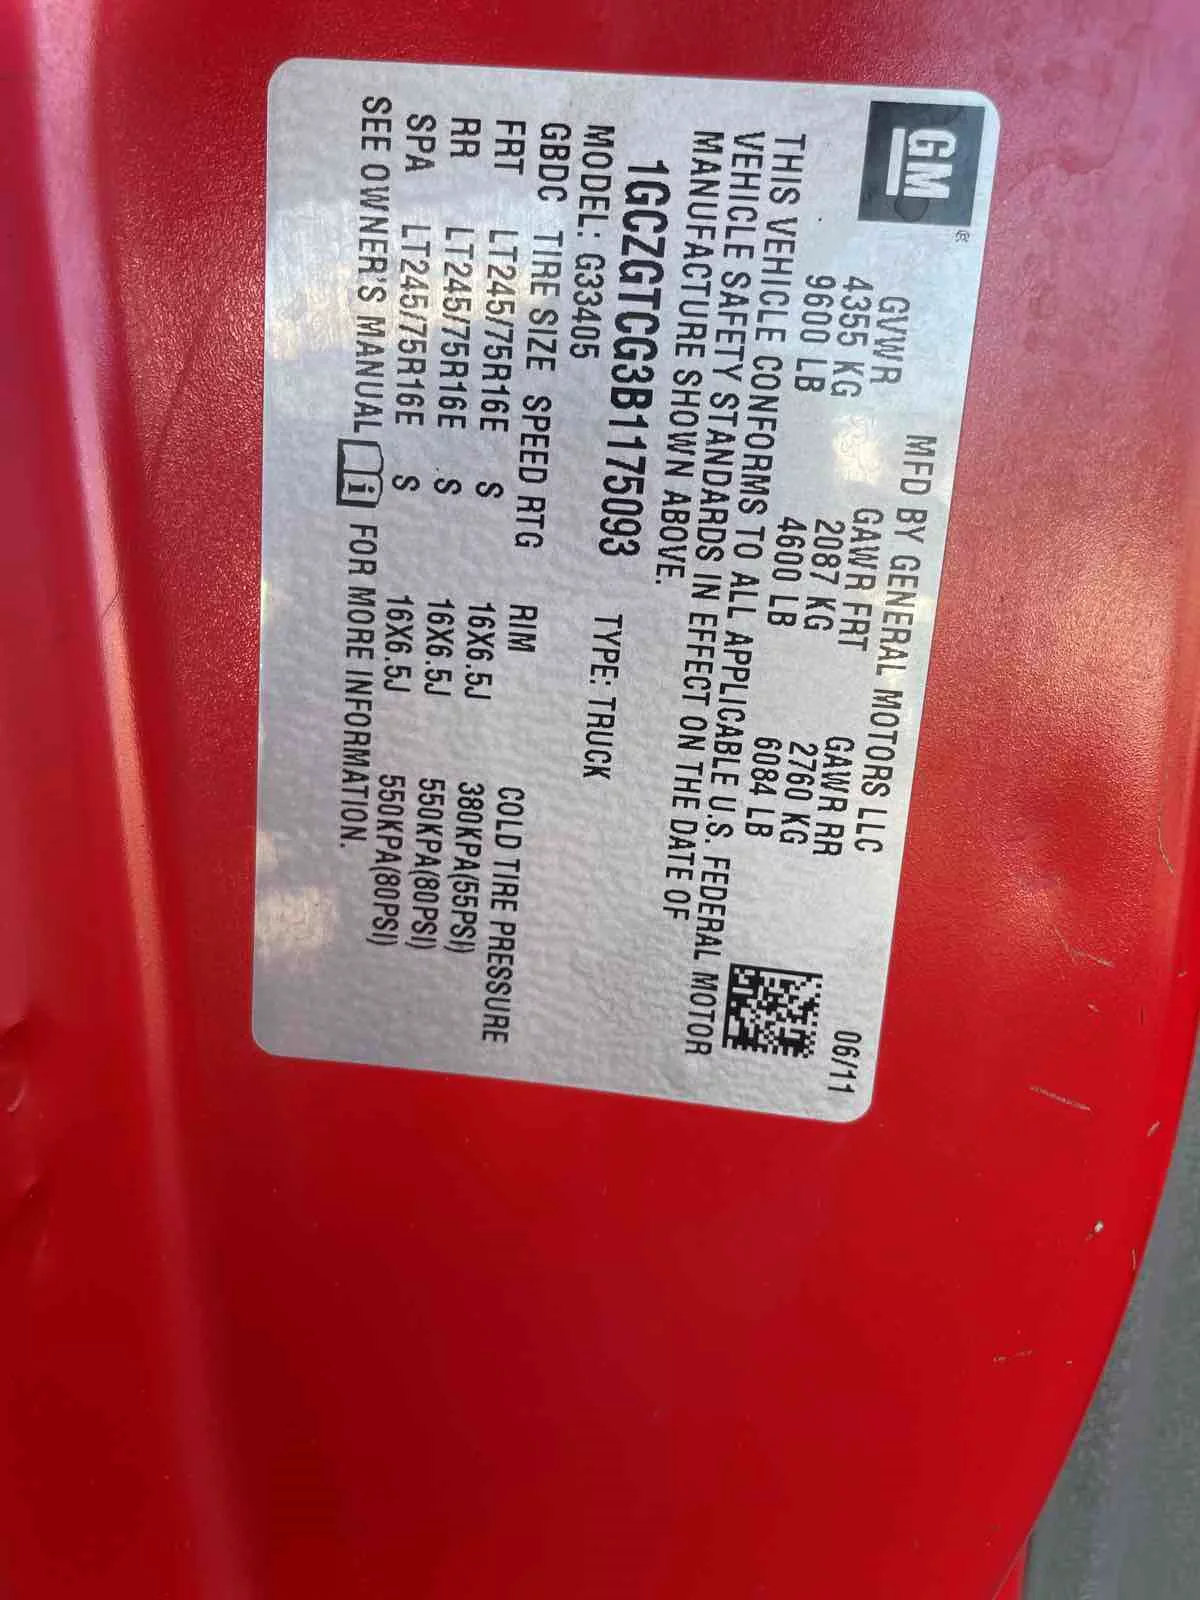 GM®
MFD BY GENERAL MOTORS LLC 06/11
GVWR GAWR FRT GAWR RR
4355 KG 2087 KG 2760 KG
9600 LB 4600 LB 6084 LB
THIS VEHICLE CONFORMS TO ALL APPLICABLE U.S. FEDERAL MOTOR
VEHICLE SAFETY STANDARDS IN EFFECT ON THE DATE OF
MANUFACTURE SHOWN ABOVE.
1GCZGTCG3B1175093 TYPE: TRUCK
MODEL: G33405
GBDC TIRE SIZE SPEED RTG RIM COLD TIRE PRESSURE
FRT LT245/75R16E S 16X6.5J 380KPA(55PSI)
RR LT245/75R16E S 16X6.5J 550KPA(80PSI)
SPA LT245/75R16E S 16X6.5J 550KPA(80PSI)
SEE OWNER'S MANUAL i FOR MORE INFORMATION.